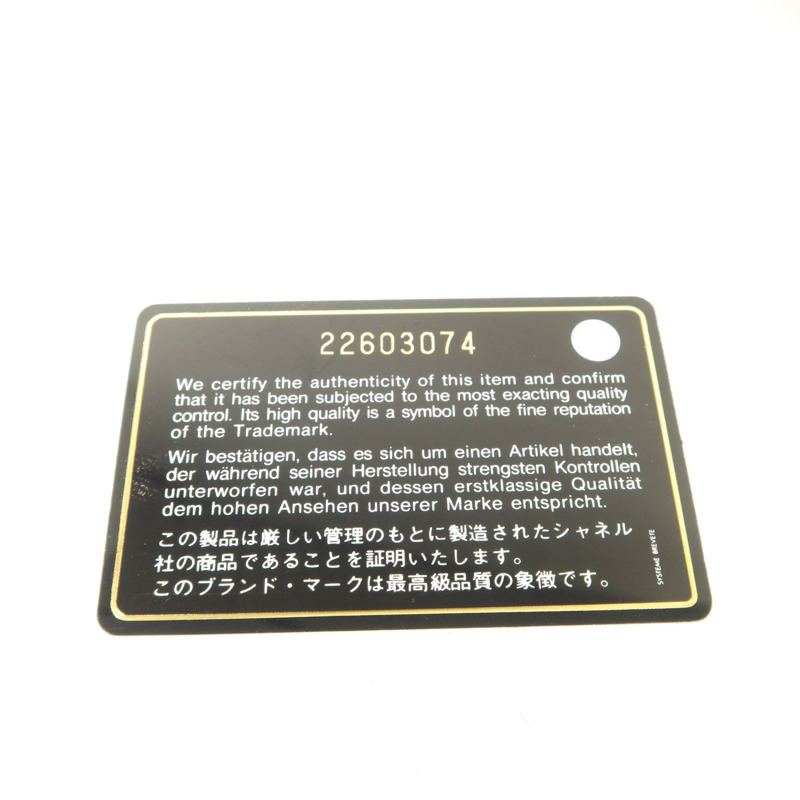 22603074
We certify the authenticity of this item and confirm
that it has been subjected to the most exacting quality
control. Its high quality is a symbol of the fine reputation
of the Trademark.
Wir bestätigen, dass es sich um einen Artikel handelt,
der während seiner Herstellung strengsten Kontrollen
unterworfen war, und dessen erstklassige Qualität
dem hohen Ansehen unserer Marke entspricht.
この製品は厳しい管理のもとに製造されたシャネル
社の商品であることを証明いたします。
このブランド・マークは最高級品質の象徴です。
SYSTEME BREVETE